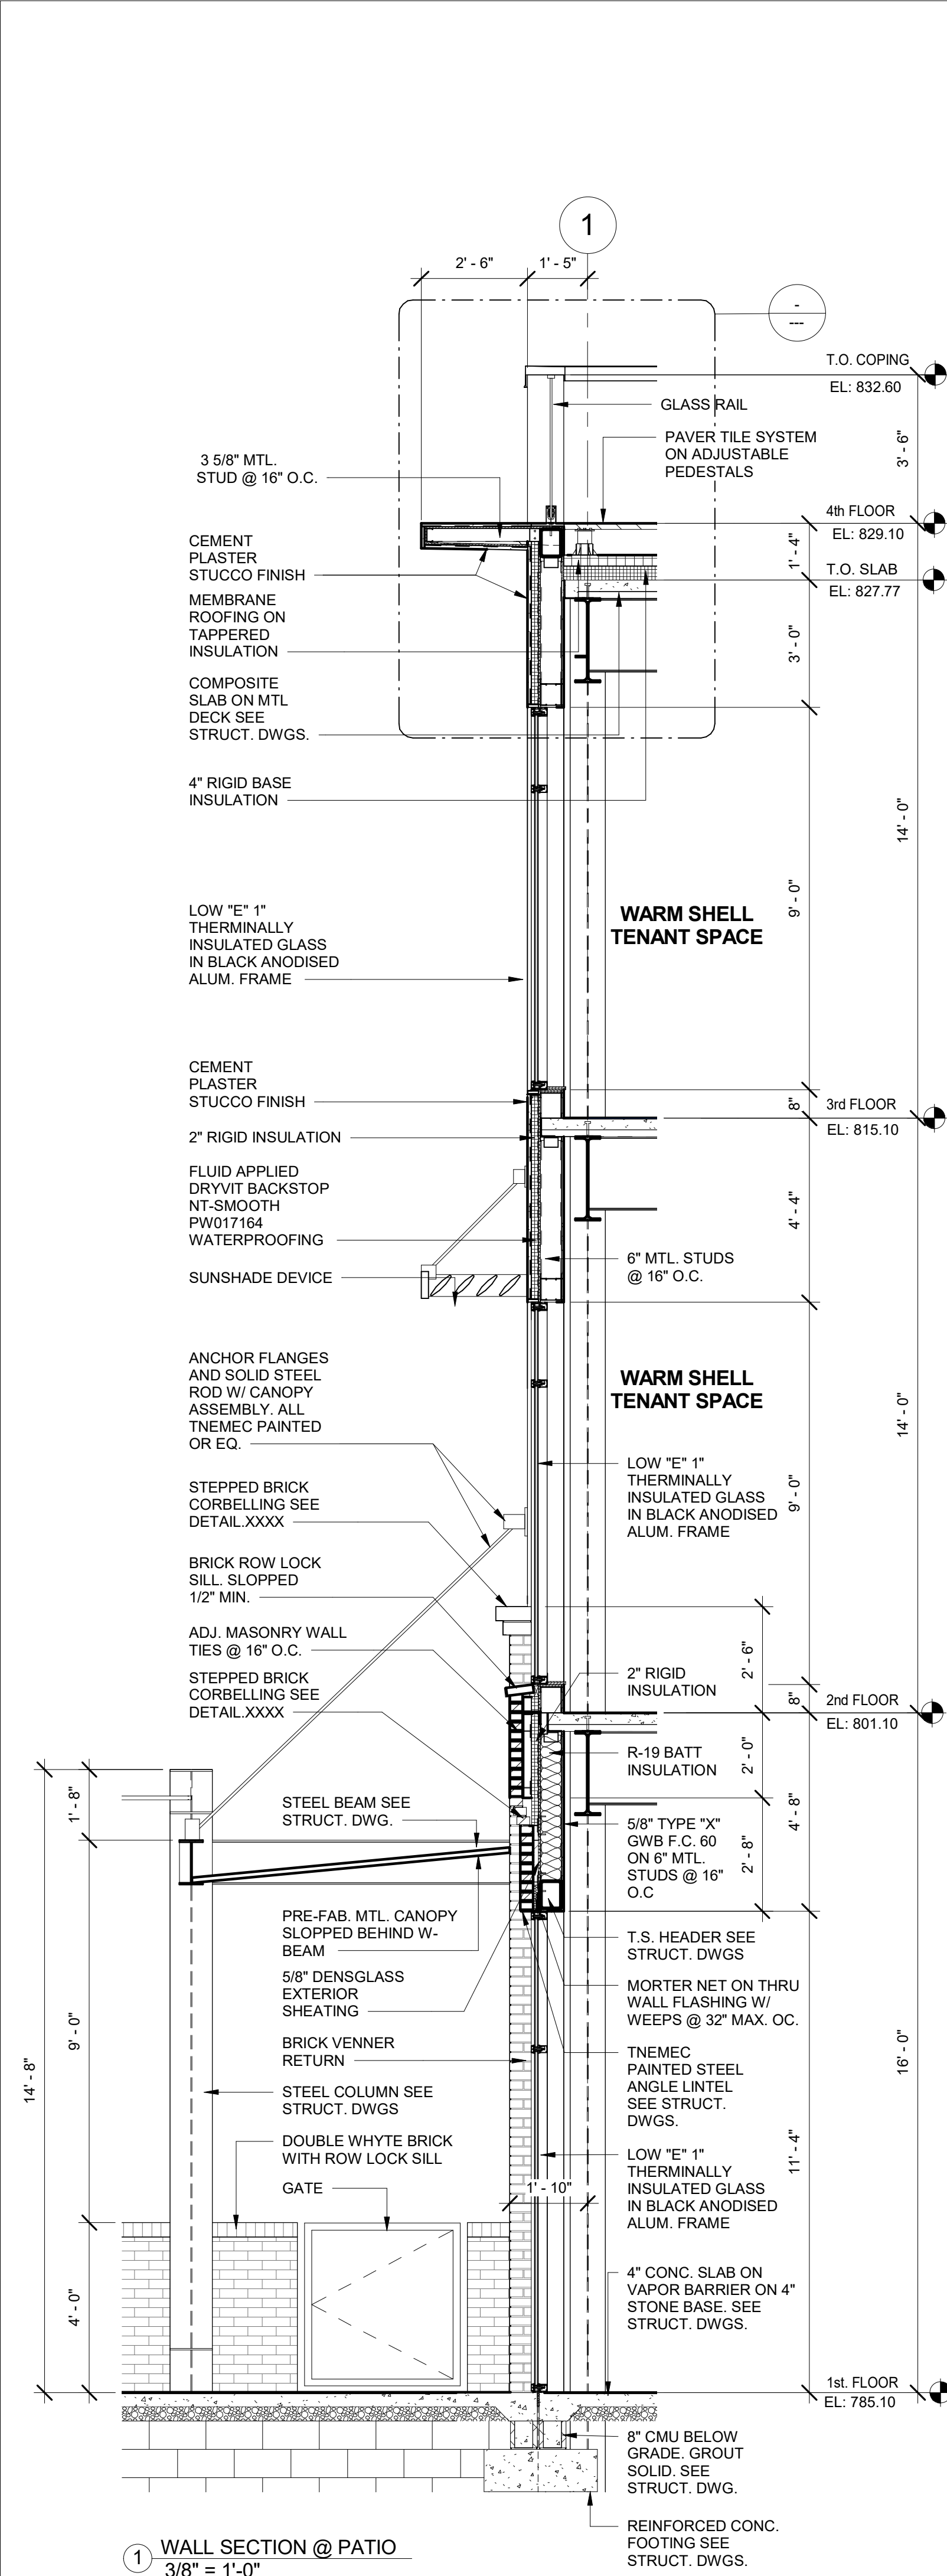 1
2' - 6"
1' - 5"
-
---
T.O. COPING
EL: 832.60
GLASS RAIL
PAVER TILE SYSTEM
ON ADJUSTABLE
PEDESTALS
3' - 6"
3 5/8" MTL.
STUD @ 16" O.C.
4th FLOOR
EL: 829.10
1' - 4"
T.O. SLAB
EL: 827.77
CEMENT
PLASTER
STUCCO FINISH
MEMBRANE
ROOFING ON
TAPPERED
INSULATION
3' - 0"
COMPOSITE
SLAB ON MTL
DECK SEE
STRUCT. DWGS.
4" RIGID BASE
INSULATION
14' - 0"
9' - 0"
WARM SHELL
TENANT SPACE
LOW "E" 1"
THERMINALLY
INSULATED GLASS
IN BLACK ANODISED
ALUM. FRAME
CEMENT
PLASTER
STUCCO FINISH
8"
3rd FLOOR
EL: 815.10
2" RIGID INSULATION
FLUID APPLIED
DRYVIT BACKSTOP
NT-SMOOTH
PW017164
WATERPROOFING
4' - 4"
6" MTL. STUDS
@ 16" O.C.
SUNSHADE DEVICE
ANCHOR FLANGES
AND SOLID STEEL
ROD W/ CANOPY
ASSEMBLY. ALL
TNEMEC PAINTED
OR EQ.
WARM SHELL
TENANT SPACE
14' - 0"
9' - 0"
LOW "E" 1"
THERMINALLY
INSULATED GLASS
IN BLACK ANODISED
ALUM. FRAME
STEPPED BRICK
CORBELLING SEE
DETAIL.XXXX
BRICK ROW LOCK
SILL. SLOPPED
1/2" MIN.
ADJ. MASONRY WALL
TIES @ 16" O.C.
STEPPED BRICK
CORBELLING SEE
DETAIL.XXXX
2' - 6"
2" RIGID
INSULATION
8"
2nd FLOOR
EL: 801.10
R-19 BATT
INSULATION
2' - 0"
4' - 8"
2' - 8"
1' - 8"
STEEL BEAM SEE
STRUCT. DWG.
5/8" TYPE "X"
GWB F.C. 60
ON 6" MTL.
STUDS @ 16"
O.C
PRE-FAB. MTL. CANOPY
SLOPPED BEHIND W-
BEAM
T.S. HEADER SEE
STRUCT. DWGS
5/8" DENSGLASS
EXTERIOR
SHEATING
MORTER NET ON THRU
WALL FLASHING W/
WEEPS @ 32" MAX. OC.
BRICK VENNER
RETURN
TNEMEC
PAINTED STEEL
ANGLE LINTEL
SEE STRUCT.
DWGS.
14' - 8"
9' - 0"
16' - 0"
STEEL COLUMN SEE
STRUCT. DWGS
DOUBLE WHYTE BRICK
WITH ROW LOCK SILL
11' - 4"
LOW "E" 1"
THERMINALLY
INSULATED GLASS
IN BLACK ANODISED
ALUM. FRAME
GATE
1' - 10"
4' - 0"
4" CONC. SLAB ON
VAPOR BARRIER ON 4"
STONE BASE. SEE
STRUCT. DWGS.
1st. FLOOR
EL: 785.10
8" CMU BELOW
GRADE. GROUT
SOLID. SEE
STRUCT. DWG.
REINFORCED CONC.
FOOTING SEE
STRUCT. DWGS.
1
WALL SECTION @ PATIO
3/8" = 1'-0"